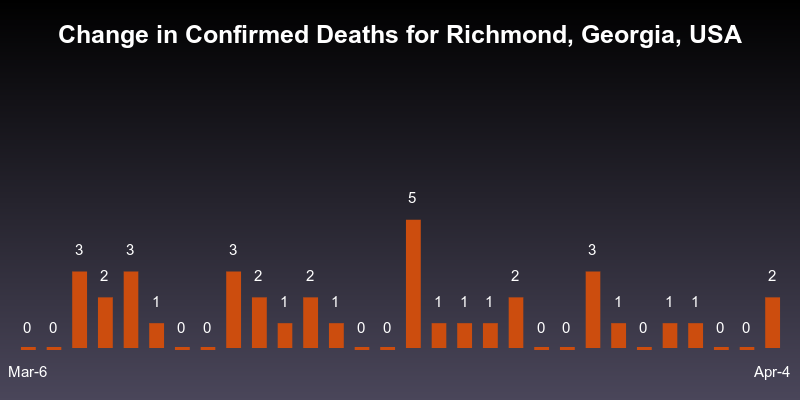 Change in Confirmed Deaths for Richmond, Georgia, USA
5
3 3 3 3
2 2 2 2 2
1 1 1 1 1 1 1 1 1
0 0 0 0 0 0 0 0 0 0 0
Mar-6 Apr-4